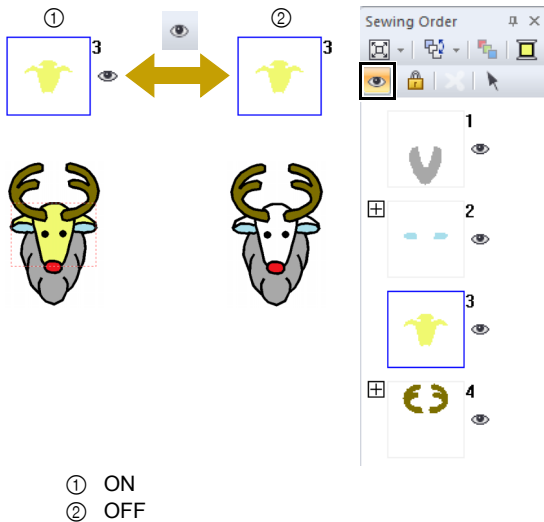 ① ②
3 3
Sewing Order
1
2
3
4
① ON
② OFF